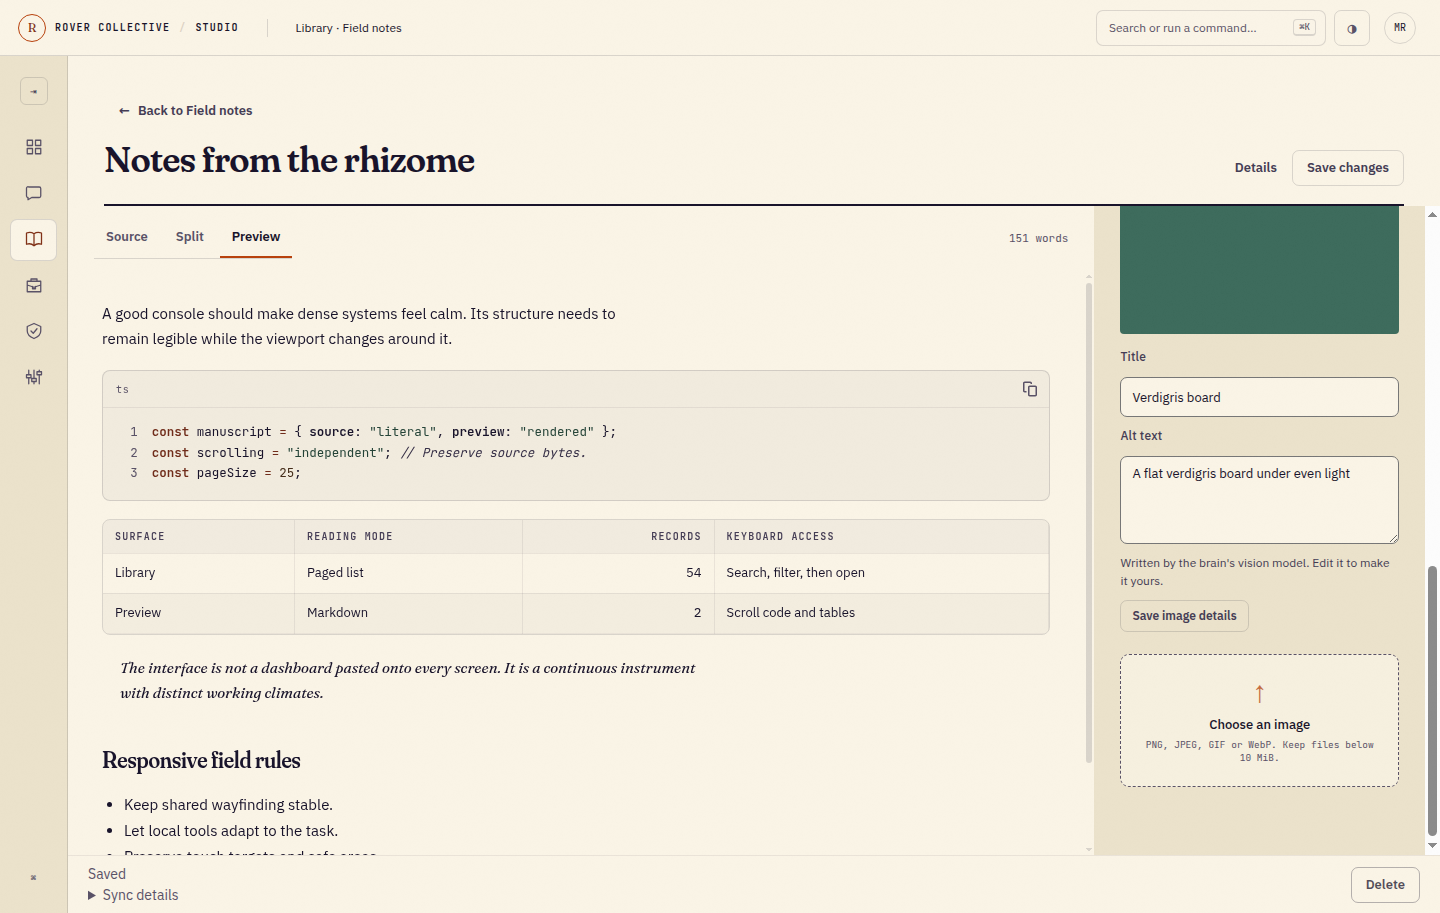 R ROVER COLLECTIVE / STUDIO
Library · Field notes
Search or run a command... ⌘K
MR
← Back to Field notes
Notes from the rhizome
Details
Save changes
Source Split Preview
151 words
A good console should make dense systems feel calm. Its structure needs to
remain legible while the viewport changes around it.
ts
1 const manuscript = { source: "literal", preview: "rendered" };
2 const scrolling = "independent"; // Preserve source bytes.
3 const pageSize = 25;
SURFACE READING MODE RECORDS KEYBOARD ACCESS
Library Paged list 54 Search, filter, then open
Preview Markdown 2 Scroll code and tables
The interface is not a dashboard pasted onto every screen. It is a continuous instrument
with distinct working climates.
Responsive field rules
• Keep shared wayfinding stable.
• Let local tools adapt to the task.
• Preserve touch targets and safe areas.
Title
Verdigris board
Alt text
A flat verdigris board under even light
Written by the brain's vision model. Edit it to make
it yours.
Save image details
↑
Choose an image
PNG, JPEG, GIF or WebP. Keep files below
10 MiB.
⌘
Saved
▶ Sync details
Delete